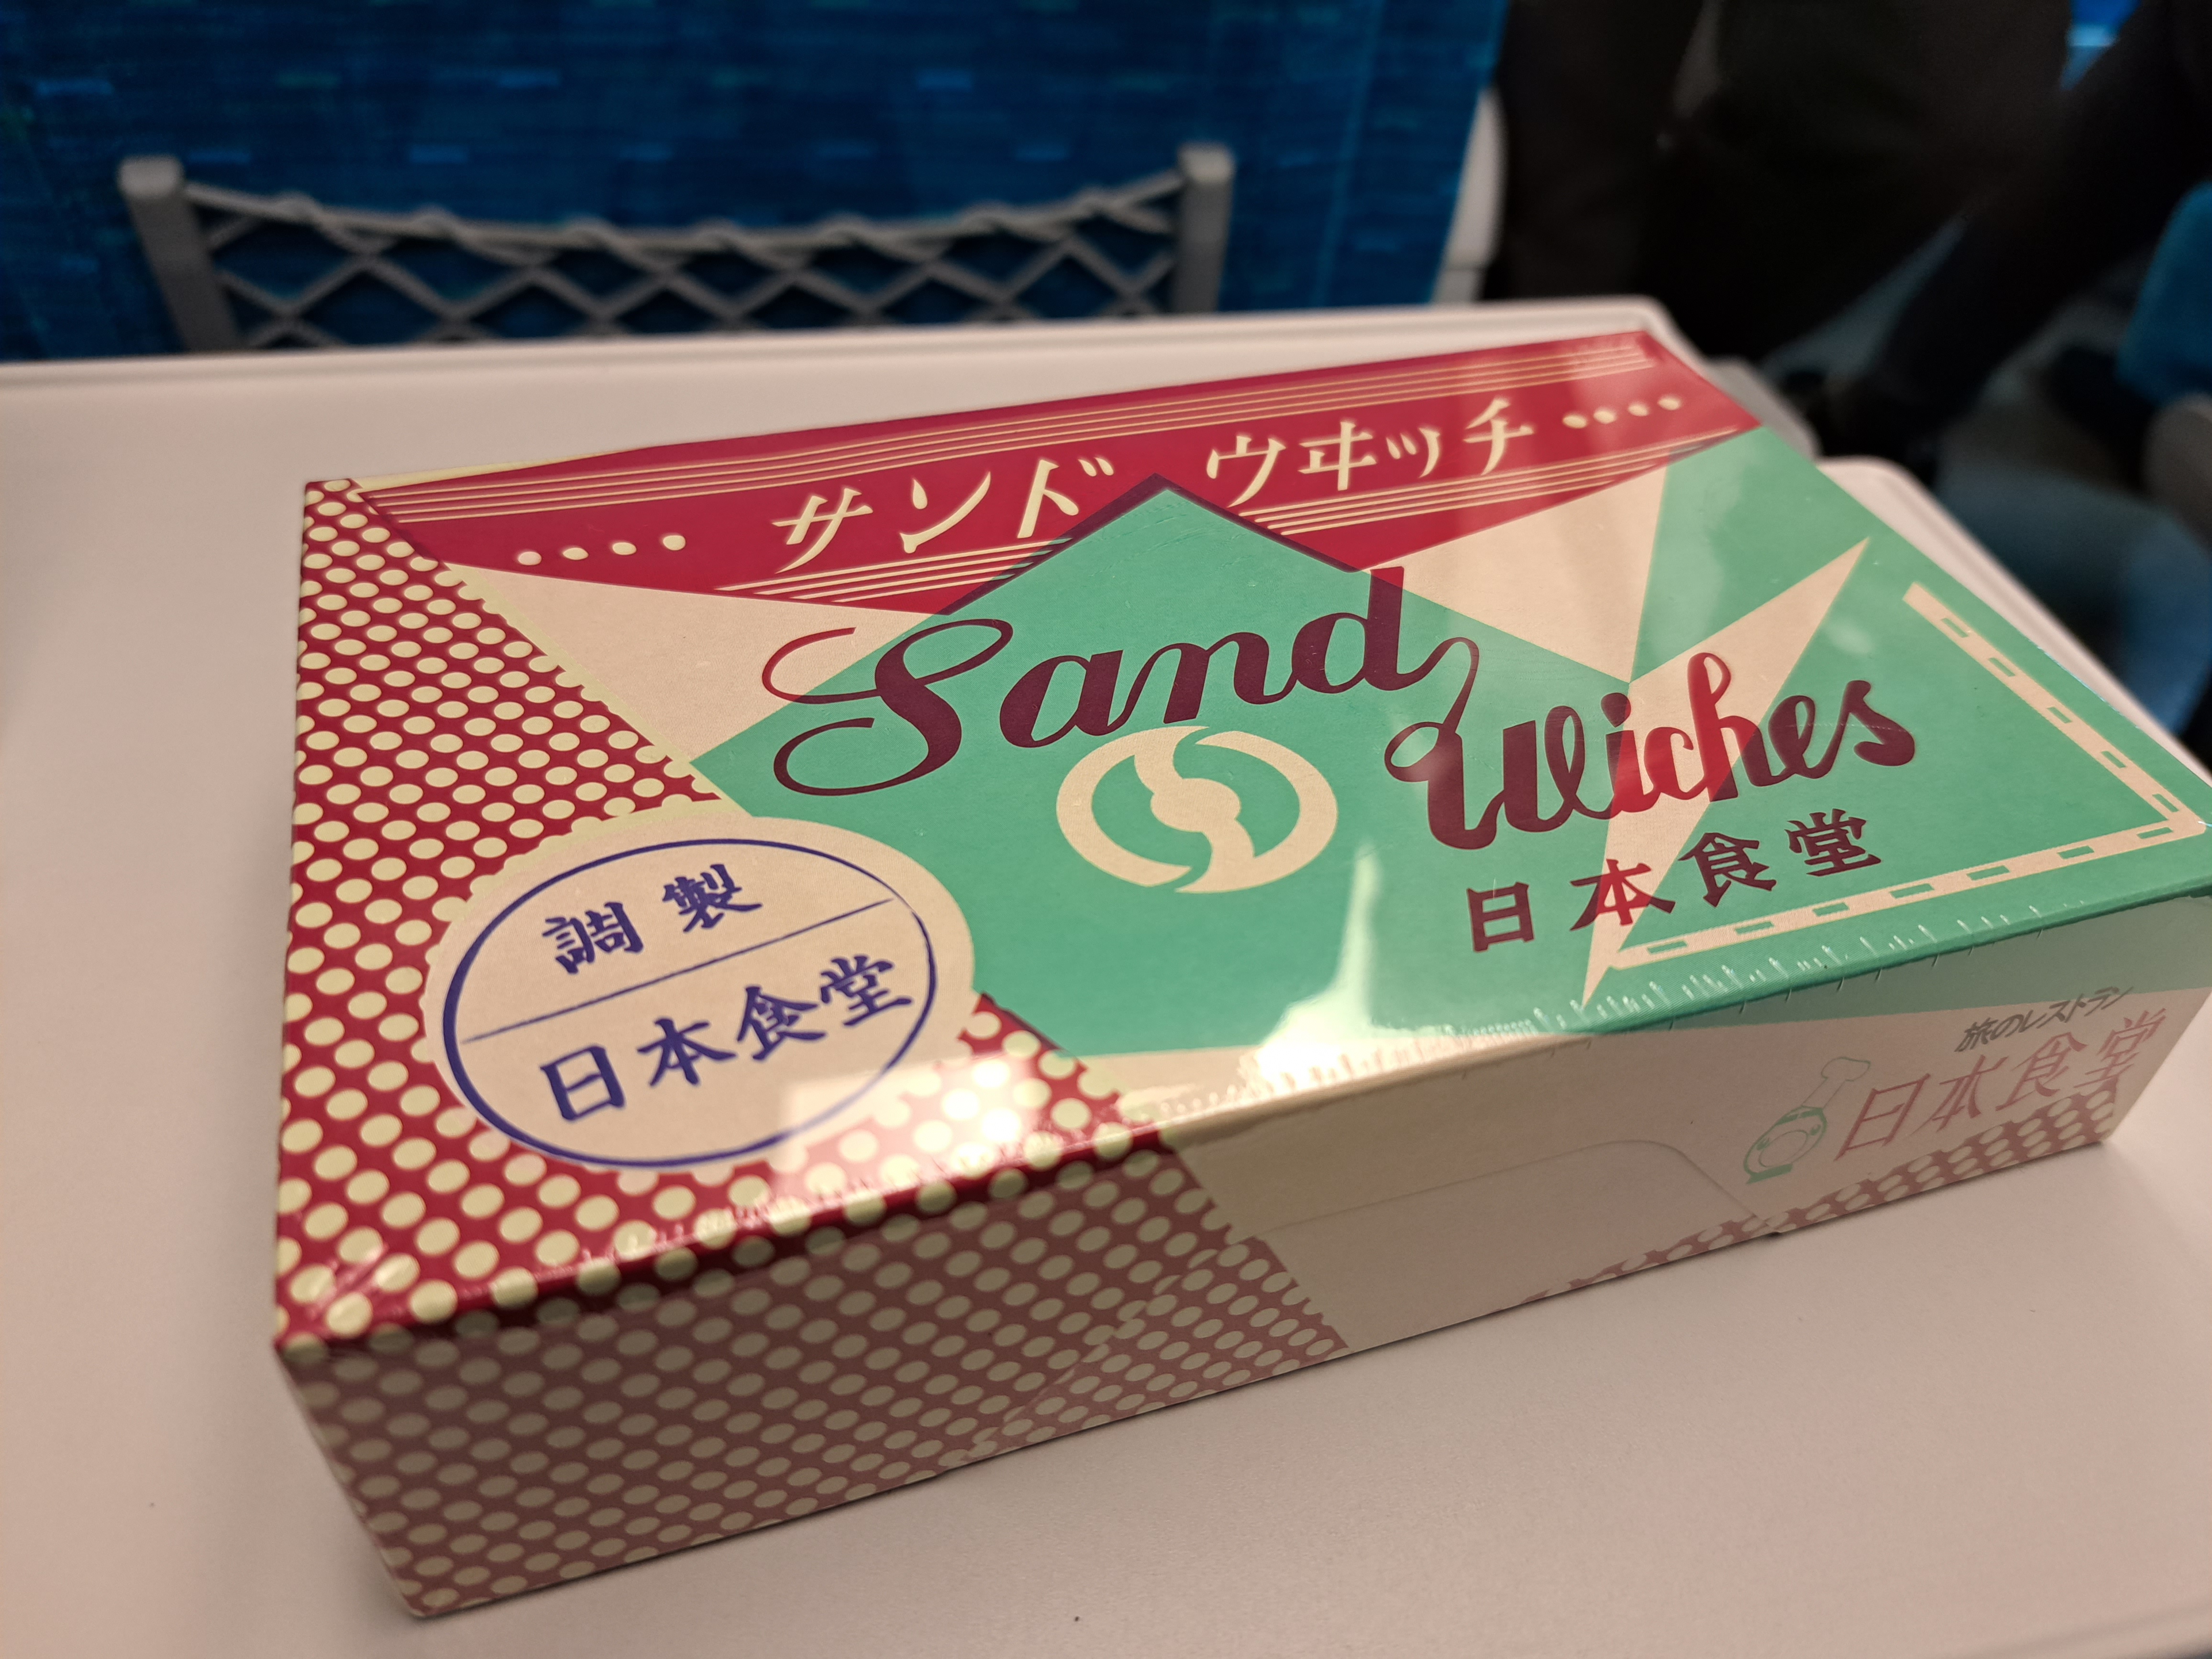 サンドウヰッチ
Sand
Wiches
日本食堂
調製
日本食堂
旅のレストラン
日本食堂